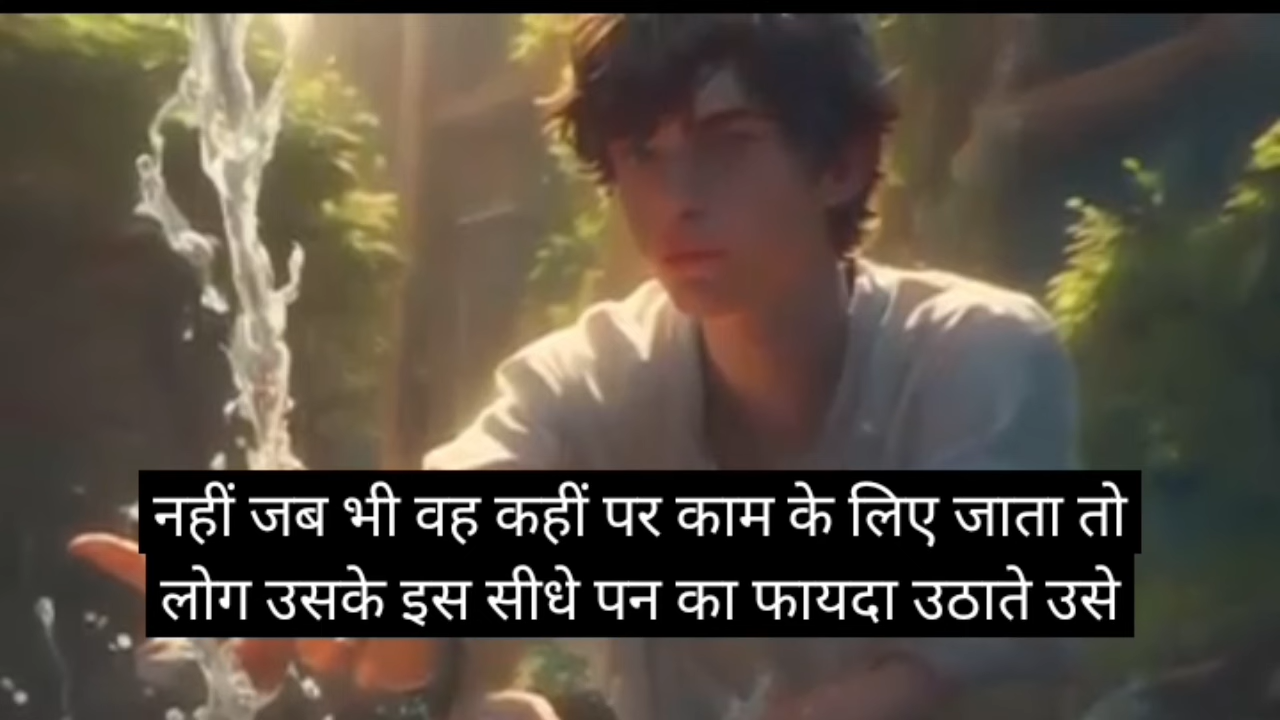 नहीं जब भी वह कहीं पर काम के लिए जाता तो
लोग उसके इस सीधे पन का फायदा उठाते उसे